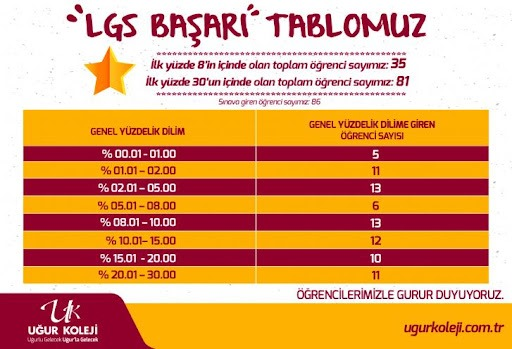 "LGS BAŞARI" TABLOMUZ
İlk yüzde 8'in içinde olan toplam öğrenci sayımız: 35
İlk yüzde 30'un içinde olan toplam öğrenci sayımız: 81
Sınava giren öğrenci sayımız: 86
GENEL YÜZDELİK DİLİM
GENEL YÜZDELİK DİLİME GİREN
ÖĞRENCİ SAYISI
% 00.01 - 01.00 5
% 01.01 – 02.00 11
% 02.01 – 05.00 13
% 05.01 – 08.00 6
% 08.01 – 10.00 13
% 10.01– 15.00 12
% 15.01 - 20.00 10
% 20.01 – 30.00 11
ÖĞRENCİLERİMİZLE GURUR DUYUYORUZ.
UK
UĞUR KOLEJİ
Uğurlu Gelecek Uğur'la Gelecek
ugurkoleji.com.tr